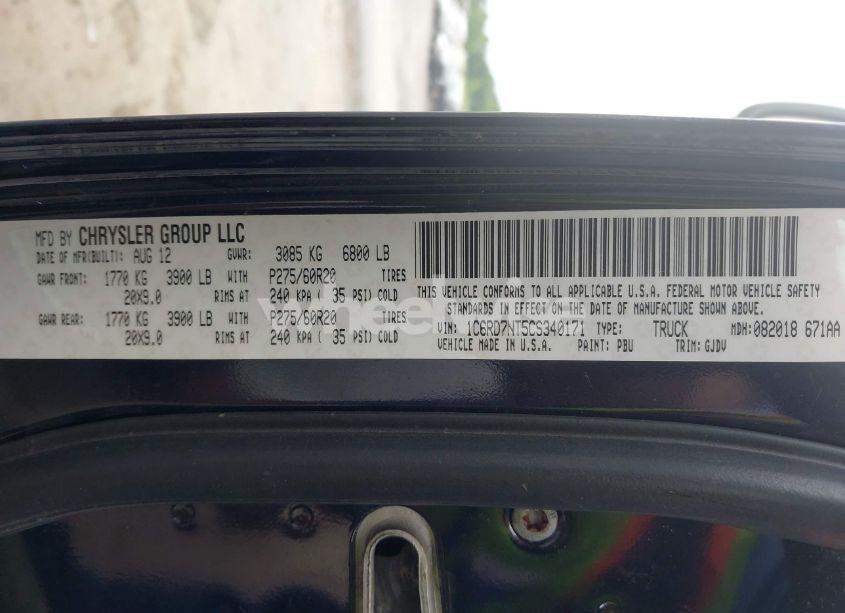 MFD BY CHRYSLER GROUP LLC
DATE OF MFR(BUILT): AUG 12 GVWR: 3085 KG 6800 LB
GAWR FRONT: 1770 KG 3900 LB WITH P275/60R20 TIRES
20X9.0 RIMS AT 240 KPA ( 35 PSI) COLD
GAWR REAR: 1770 KG 3900 LB WITH P275/60R20 TIRES
20X9.0 RIMS AT 240 KPA ( 35 PSI) COLD
THIS VEHICLE CONFORMS TO ALL APPLICABLE U.S.A. FEDERAL MOTOR VEHICLE SAFETY
STANDARDS IN EFFECT ON THE DATE OF MANUFACTURE SHOWN ABOVE.
VIN: 1C6RD7NT5CS340171 TYPE: TRUCK MDH: 082018 671AA
VEHICLE MADE IN U.S.A. PAINT: PBU TRIM: GJDV